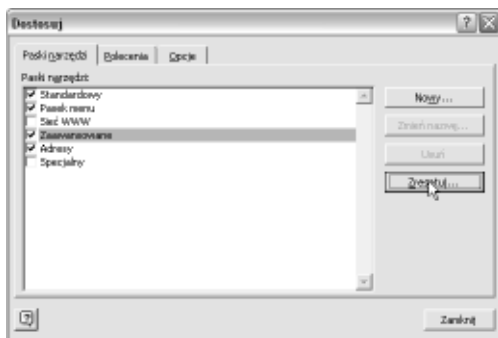 Dostosuj
Paski narzędzi Polecenia Opcje
Paski narzędzi:
Standardowy
Pasek menu
Sieć WWW
Zaawansowane
Adresy
Specjalny
Nowy...
Zmień nazwę...
Usuń
Zresetuj...
Zamknij